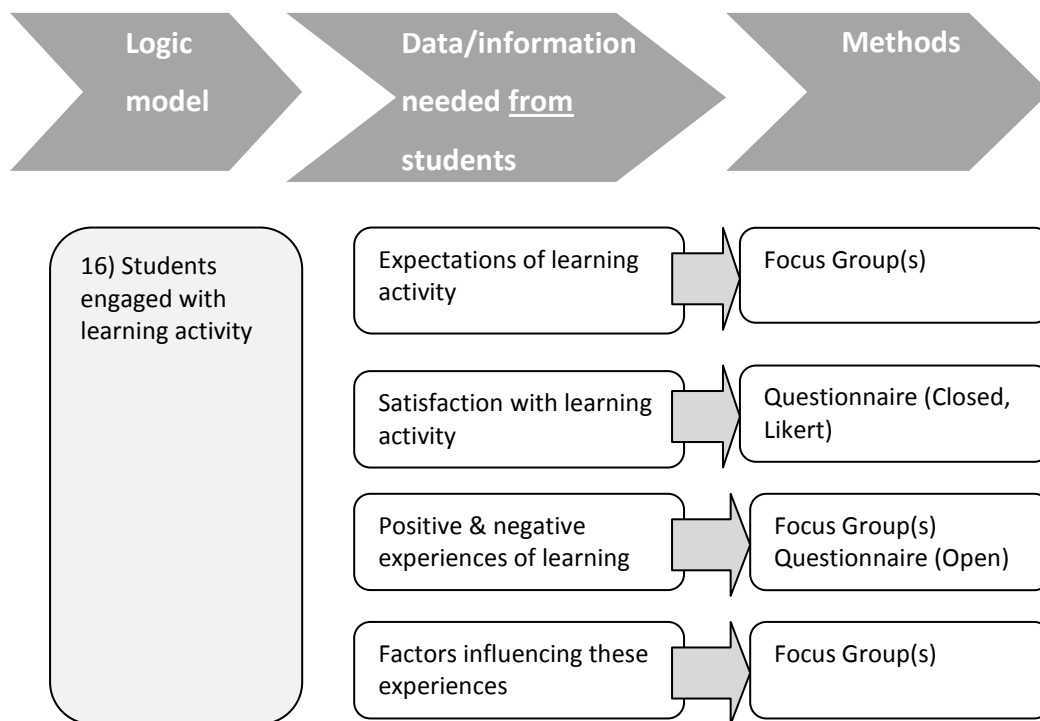 Logic
model
Data/information
needed from
students
Methods
16) Students
engaged with
learning activity
Expectations of learning
activity
Focus Group(s)
Satisfaction with learning
activity
Questionnaire (Closed,
Likert)
Positive & negative
experiences of learning
Focus Group(s)
Questionnaire (Open)
Factors influencing these
experiences
Focus Group(s)